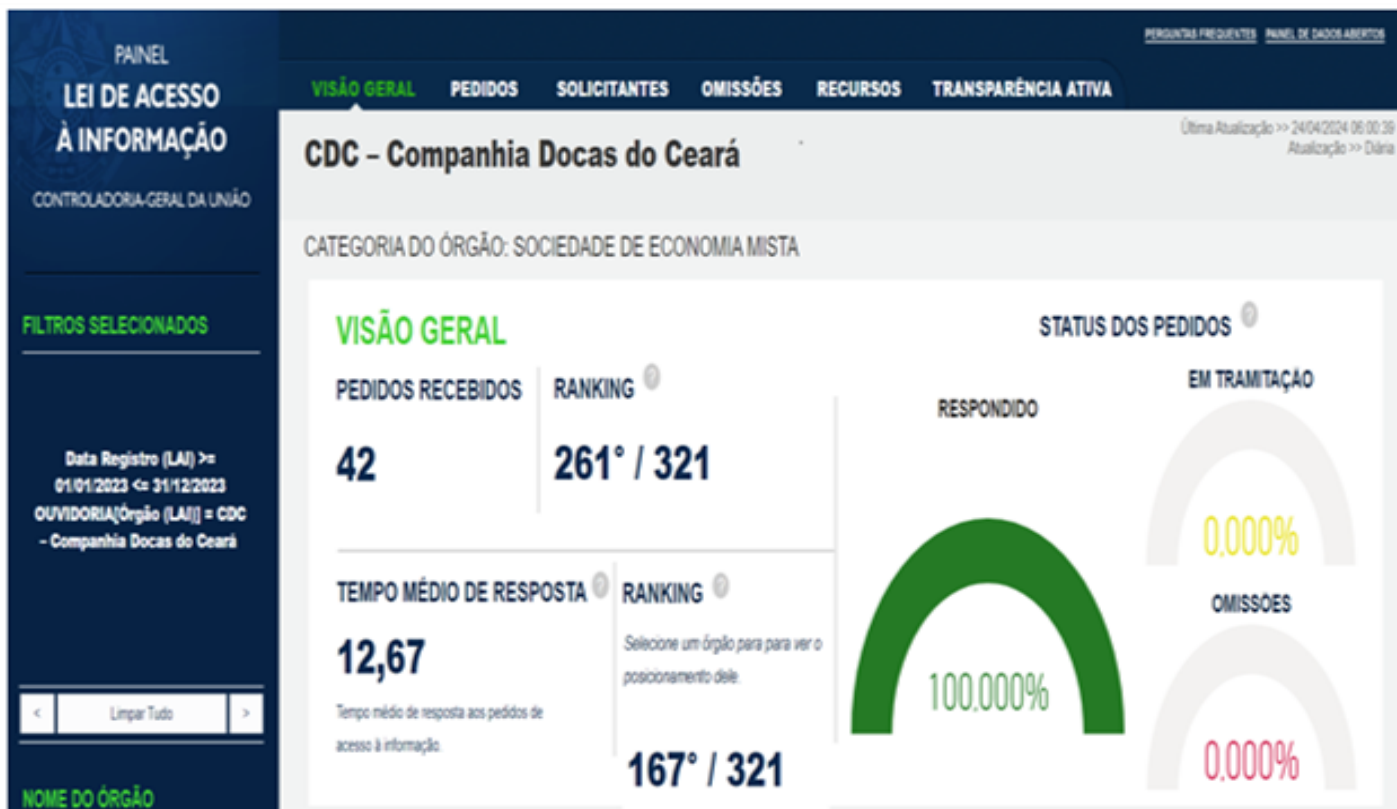 PERGUNTAS FREQUENTES PAINEL DE DADOS ABERTOS
PAINEL
LEI DE ACESSO
À INFORMAÇÃO
CONTROLADORIA-GERAL DA UNIÃO
FILTROS SELECIONADOS
Data Registro (LAI) >=
01/01/2023 <= 31/12/2023
OUVIDORIA[Órgão (LAI)] = CDC
– Companhia Docas do Ceará
< Limpar Tudo >
NOME DO ÓRGÃO
VISÃO GERAL PEDIDOS SOLICITANTES OMISSÕES RECURSOS TRANSPARÊNCIA ATIVA
Última Atualização >> 24/04/2024 06:00:39
Atualização >> Diária
CDC – Companhia Docas do Ceará
CATEGORIA DO ÓRGÃO: SOCIEDADE DE ECONOMIA MISTA
VISÃO GERAL
PEDIDOS RECEBIDOS
42
RANKING ?
261° / 321
TEMPO MÉDIO DE RESPOSTA ?
12,67
Tempo médio de resposta aos pedidos de
acesso à informação.
RANKING ?
Selecione um órgão para para ver o
posicionamento dele.
167° / 321
STATUS DOS PEDIDOS ?
RESPONDIDO
100,000%
EM TRAMITAÇÃO
0,000%
OMISSÕES
0,000%